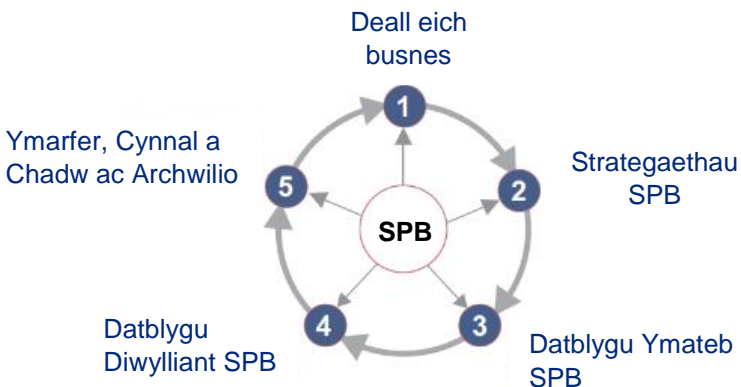 Deall eich
busnes
1
Ymarfer, Cynnal a
Chadw ac Archwilio
5
2
Strategaethau
SPB
SPB
4
3
Datblygu
Diwylliant SPB
Datblygu Ymateb
SPB